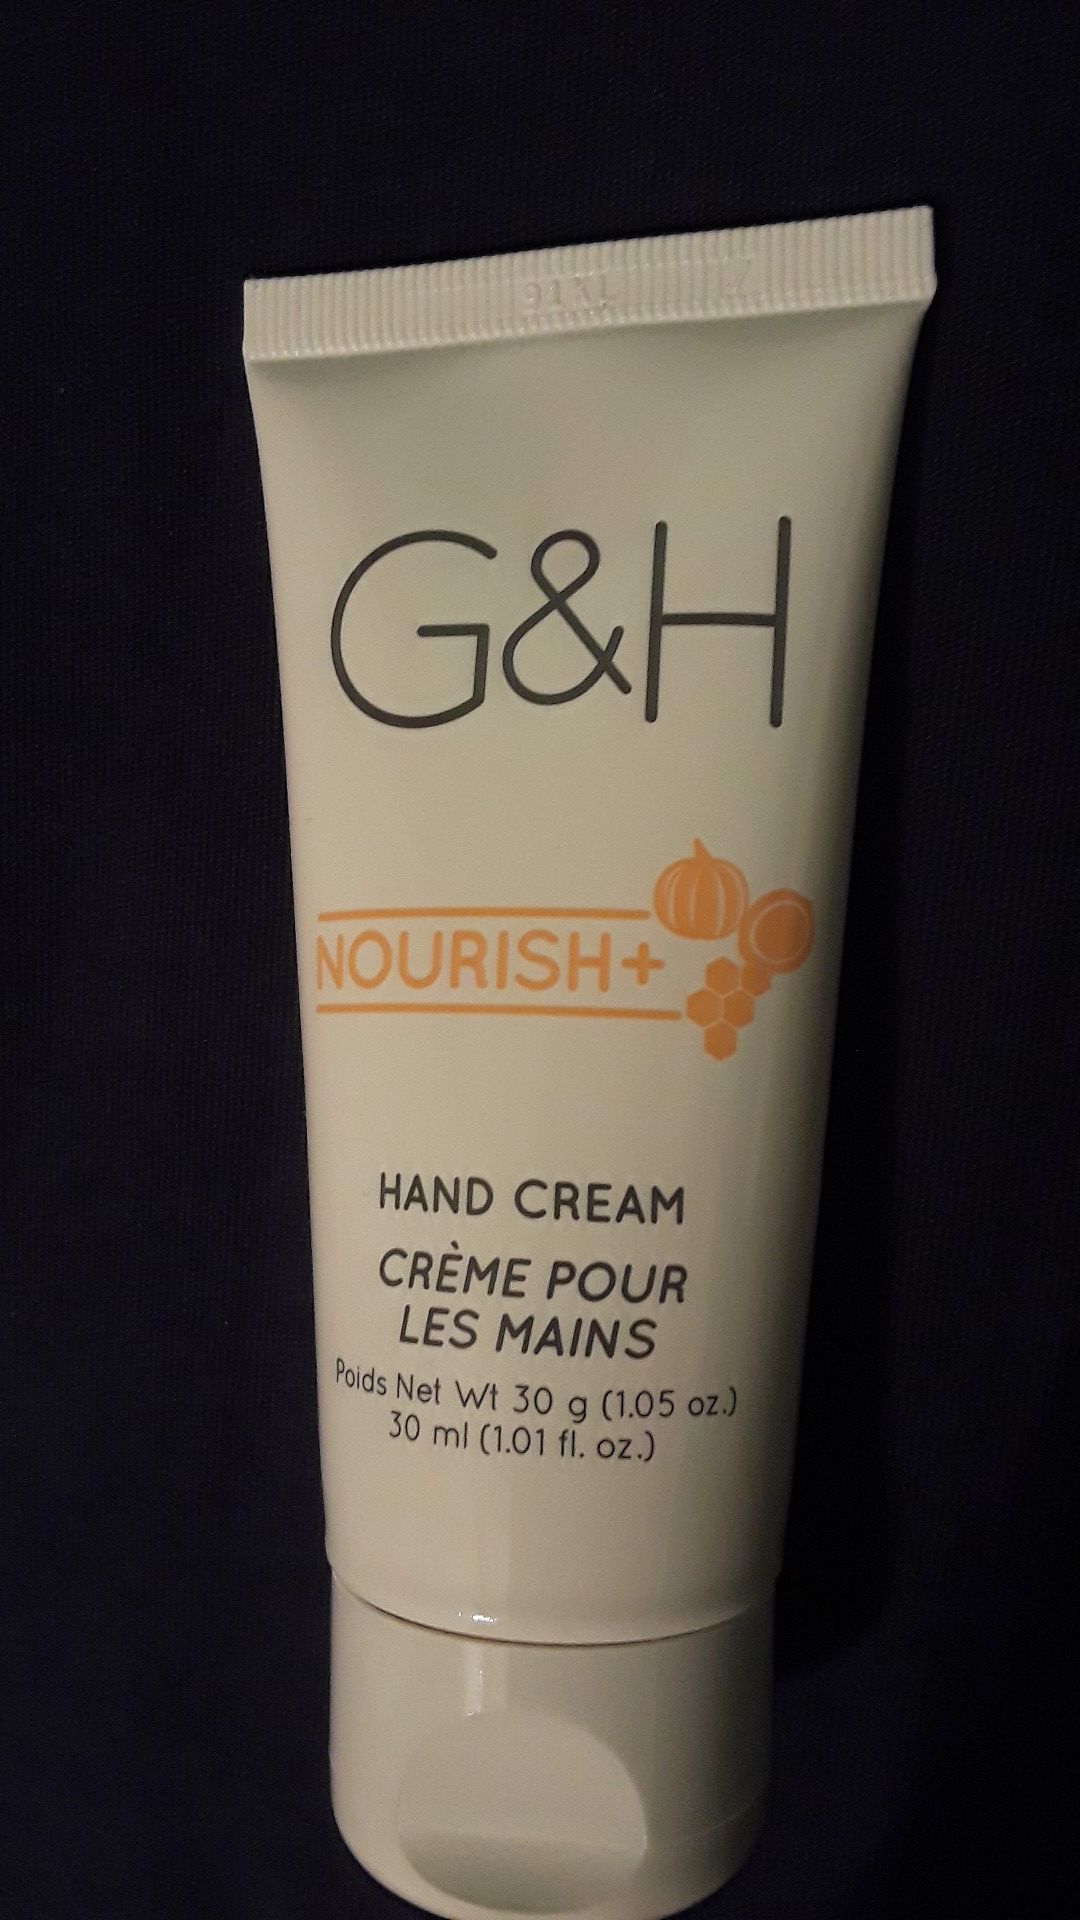 G&H
NOURISH+
HAND CREAM
CRÈME POUR
LES MAINS
Poids Net Wt 30 g (1.05 oz.)
30 ml (1.01 fl. oz.)